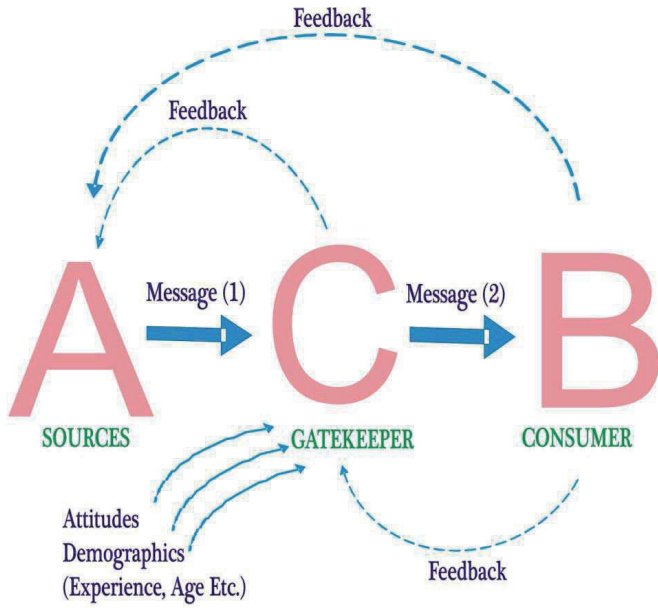 Feedback
Feedback
A
C
B
Message (1)
Message (2)
SOURCES
GATEKEEPER
CONSUMER
Attitudes
Demographics
(Experience, Age Etc.)
Feedback